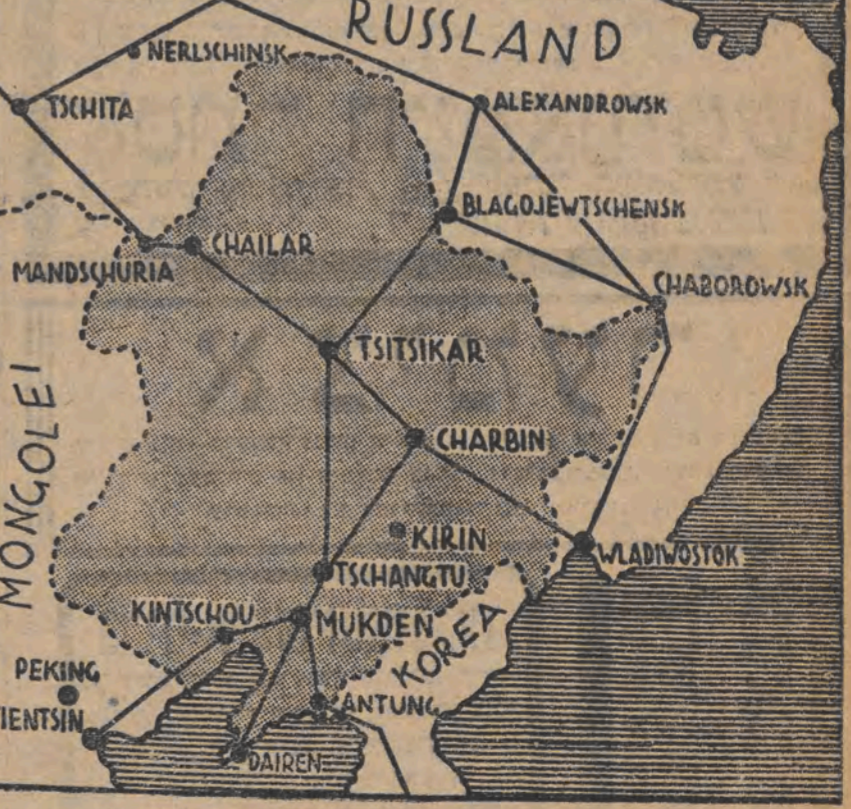 RUSSLAND
NERLSCHINSK
TSCHITA
ALEXANDROWSK
BLAGOJEWTSCHENSK
CHAILAR
MANDSCHURIA
CHABOROWSK
TSITSIKAR
MONGOLEI
CHARBIN
KIRIN
WLADIWOSTOK
TSCHANGTU
KINTSCHOU
MUKDEN
KOREA
PEKING
ANTUNG
IENTSIN
DAIREN